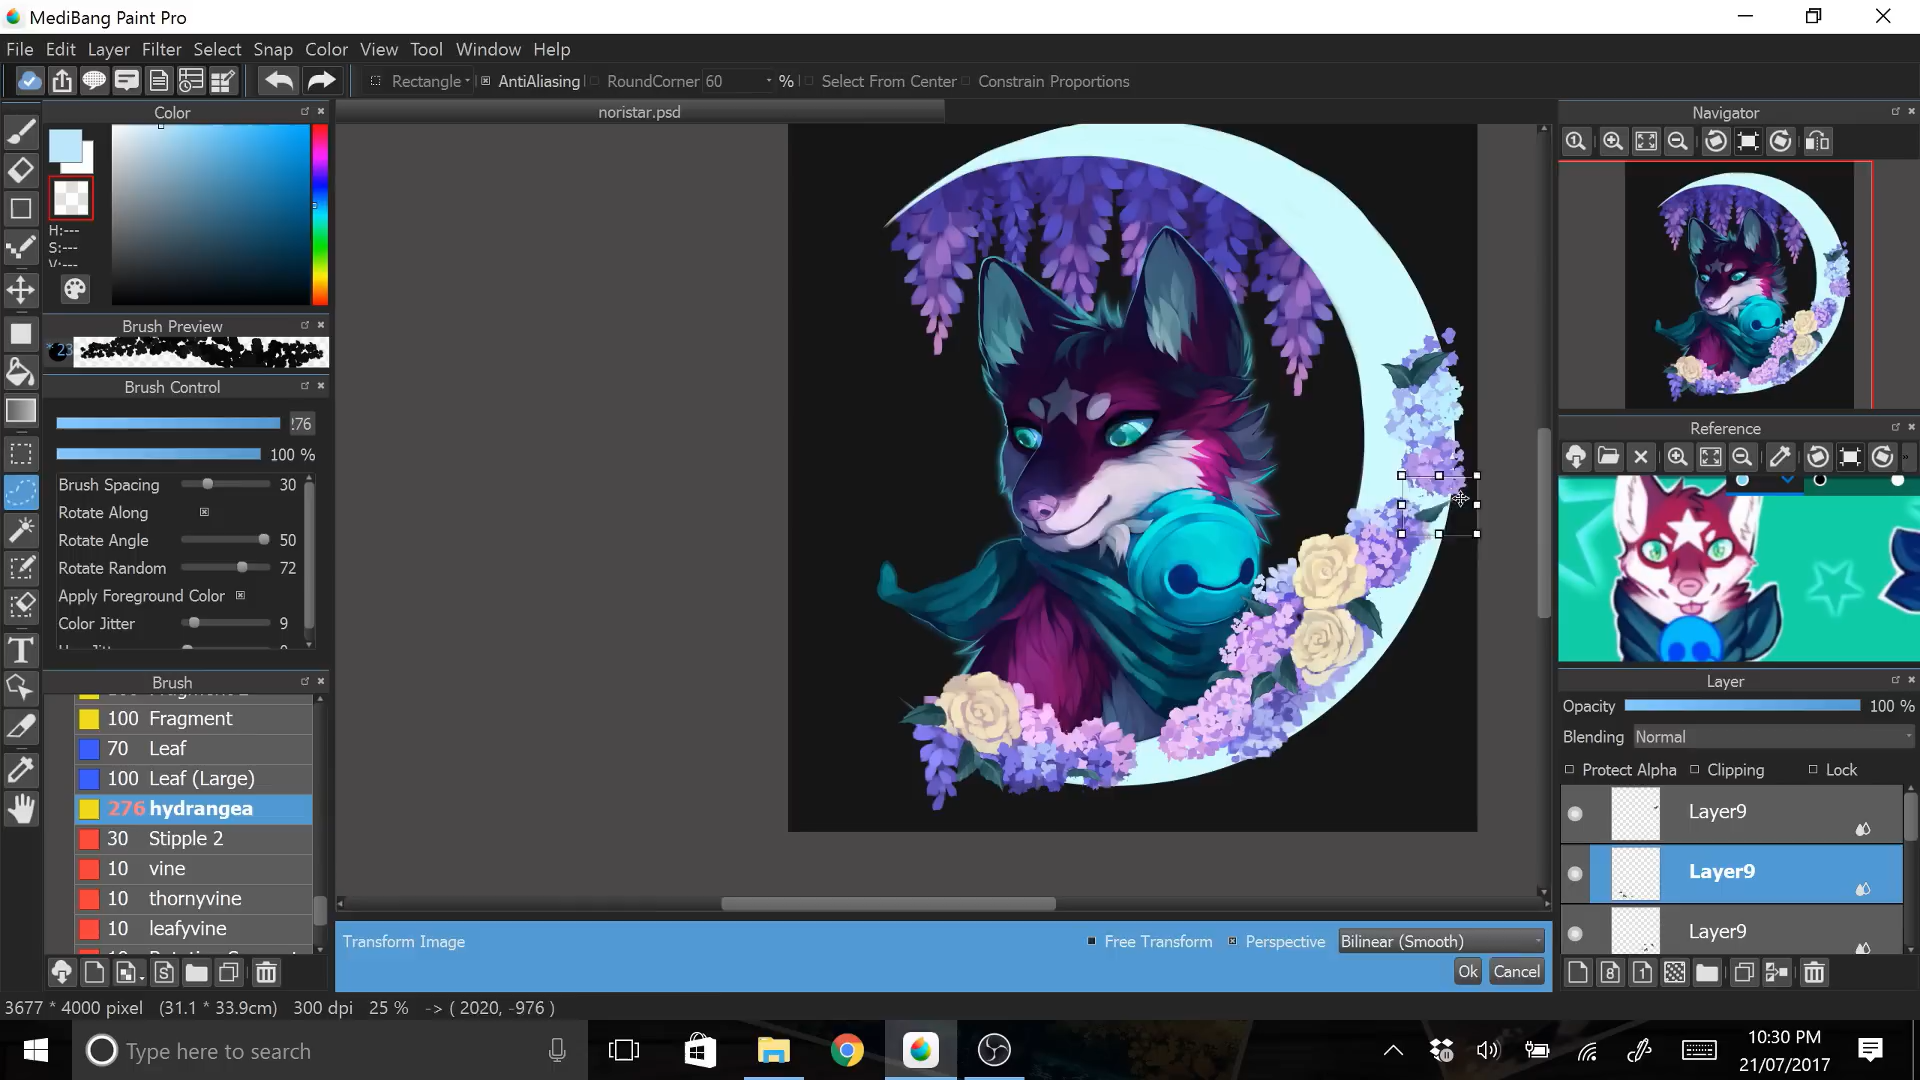 MediBang Paint Pro
File Edit Layer Filter Select Snap Color View Tool Window Help
Rectangle AntiAliasing RoundCorner 60 % Select From Center Constrain Proportions
Color
noristar.psd
Navigator
H:---
S:---
V:---
Brush Preview
* 23
Brush Control
276
100 %
Brush Spacing 30
Rotate Along
Rotate Angle 50
Rotate Random 72
Apply Foreground Color
Color Jitter 9
Brush
100 Fragment
70 Leaf
100 Leaf (Large)
276 hydrangea
30 Stipple 2
10 vine
10 thornyvine
10 leafyvine
Reference
Layer
Opacity 100 %
Blending Normal
Protect Alpha Clipping Lock
Layer9
Layer9
Layer9
Transform Image Free Transform Perspective Bilinear (Smooth)
Ok Cancel
3677 * 4000 pixel (31.1 * 33.9cm) 300 dpi 25 % -> ( 2020, -976 )
Type here to search
10:30 PM
21/07/2017